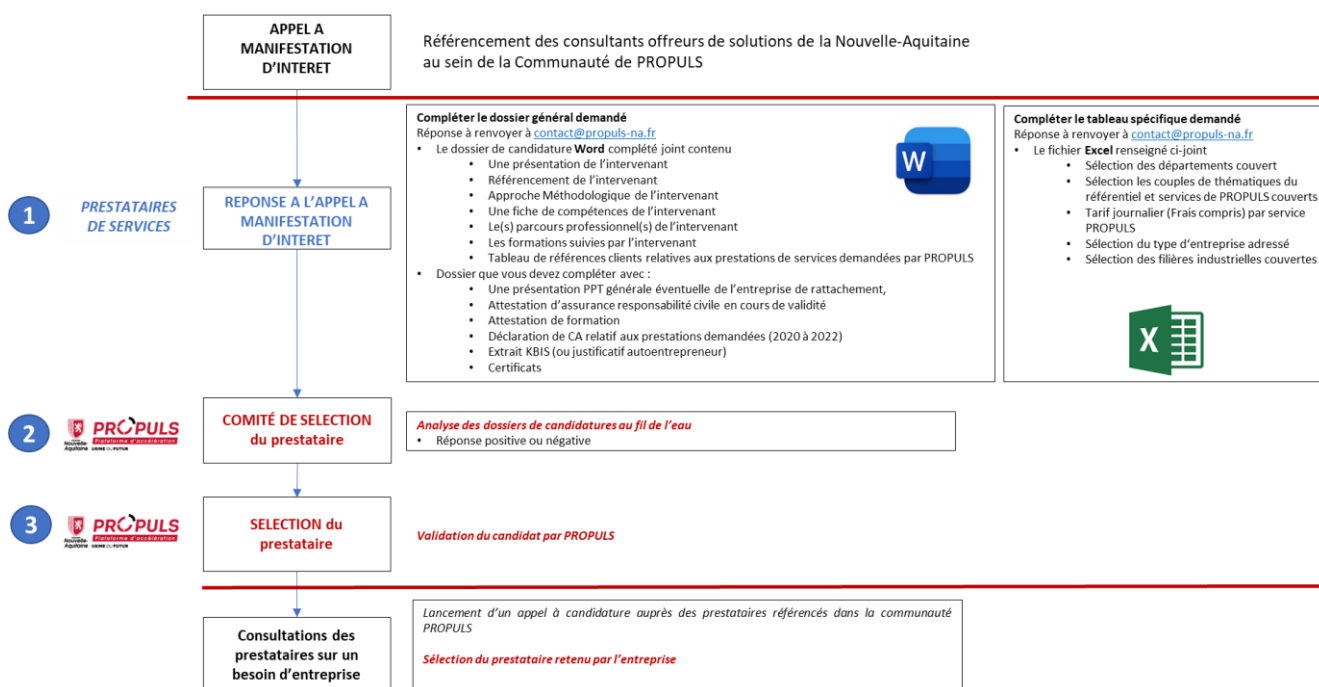 APPEL A
MANIFESTATION
D'INTERET
Référencement des consultants offreurs de solutions de la Nouvelle-Aquitaine
au sein de la Communauté de PROPULS
1
PRESTATAIRES
DE SERVICES
REPONSE A L'APPEL A
MANIFESTATION
D'INTERET
Compléter le dossier général demandé
Réponse à renvoyer à contact@propuls-na.fr
• Le dossier de candidature Word complété joint contenu
• Une présentation de l'intervenant
• Référencement de l'intervenant
• Approche Méthodologique de l'intervenant
• Une fiche de compétences de l'intervenant
• Le(s) parcours professionnel(s) de l'intervenant
• Les formations suivies par l'intervenant
• Tableau de références clients relatives aux prestations de services demandées par PROPULS
• Dossier que vous devez compléter avec :
• Une présentation PPT générale éventuelle de l'entreprise de rattachement,
• Attestation d'assurance responsabilité civile en cours de validité
• Attestation de formation
• Déclaration de CA relatif aux prestations demandées (2020 à 2022)
• Extrait KBIS (ou justificatif autoentrepreneur)
• Certificats
W
Compléter le tableau spécifique demandé
Réponse à renvoyer à contact@propuls-na.fr
• Le fichier Excel renseigné ci-joint
• Sélection des départements couvert
• Sélection les couples de thématiques du
référentiel et services de PROPULS couverts
• Tarif journalier (Frais compris) par service
PROPULS
• Sélection du type d'entreprise adressé
• Sélection des filières industrielles couvertes
X
2
Nouvelle-
Aquitaine
PROPULS
Plateforme d'accélération
USINE DU FUTUR
COMITÉ DE SELECTION
du prestataire
Analyse des dossiers de candidatures au fil de l'eau
• Réponse positive ou négative
3
Nouvelle-
Aquitaine
PROPULS
Plateforme d'accélération
USINE DU FUTUR
SELECTION du
prestataire
Validation du candidat par PROPULS
Consultations des
prestataires sur un
besoin d'entreprise
Lancement d'un appel à candidature auprès des prestataires référencés dans la communauté
PROPULS
Sélection du prestataire retenu par l'entreprise